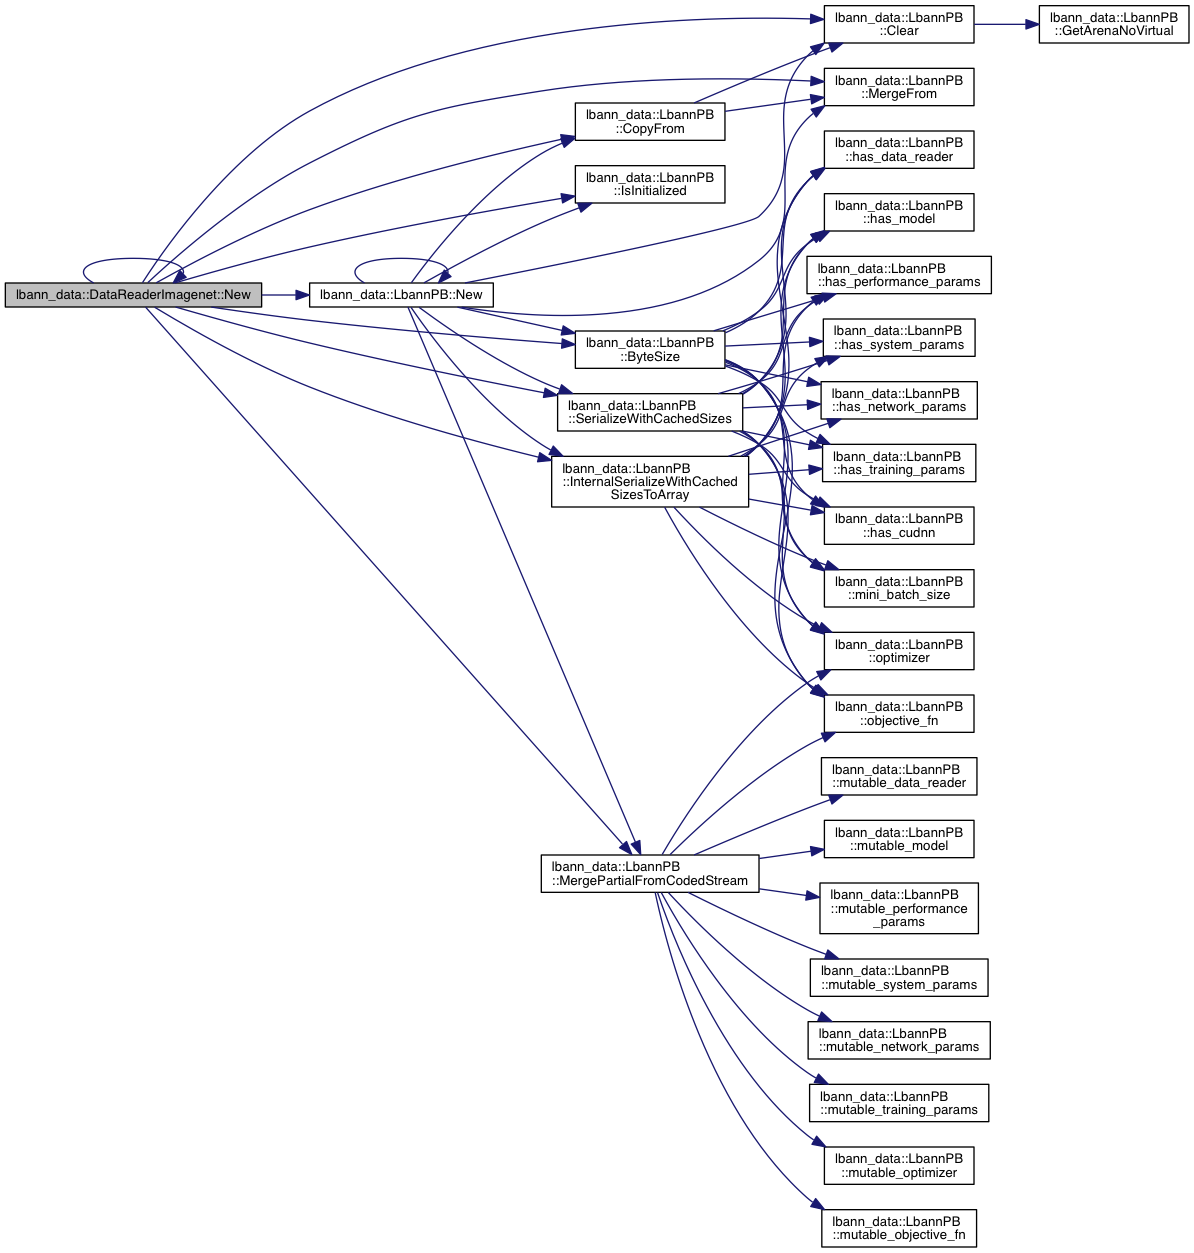 lbann_data::DataReaderImagenet::New
lbann_data::LbannPB::New
lbann_data::LbannPB
::CopyFrom
lbann_data::LbannPB
::IsInitialized
lbann_data::LbannPB
::ByteSize
lbann_data::LbannPB
::SerializeWithCachedSizes
lbann_data::LbannPB
::InternalSerializeWithCached
SizesToArray
lbann_data::LbannPB
::MergePartialFromCodedStream
lbann_data::LbannPB
::Clear
lbann_data::LbannPB
::GetArenaNoVirtual
lbann_data::LbannPB
::MergeFrom
lbann_data::LbannPB
::has_data_reader
lbann_data::LbannPB
::has_model
lbann_data::LbannPB
::has_performance_params
lbann_data::LbannPB
::has_system_params
lbann_data::LbannPB
::has_network_params
lbann_data::LbannPB
::has_training_params
lbann_data::LbannPB
::has_cudnn
lbann_data::LbannPB
::mini_batch_size
lbann_data::LbannPB
::optimizer
lbann_data::LbannPB
::objective_fn
lbann_data::LbannPB
::mutable_data_reader
lbann_data::LbannPB
::mutable_model
lbann_data::LbannPB
::mutable_performance
_params
lbann_data::LbannPB
::mutable_system_params
lbann_data::LbannPB
::mutable_network_params
lbann_data::LbannPB
::mutable_training_params
lbann_data::LbannPB
::mutable_optimizer
lbann_data::LbannPB
::mutable_objective_fn